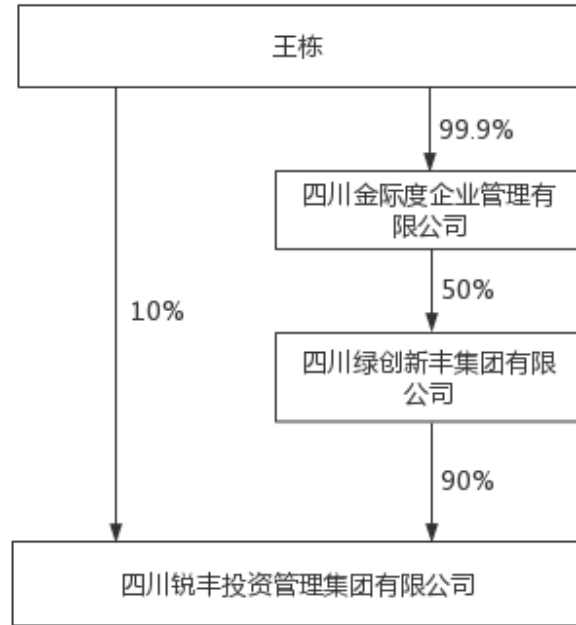 王栋
99.9%
四川金际度企业管理有
限公司
50%
10%
四川绿创新丰集团有限
公司
90%
四川锐丰投资管理集团有限公司